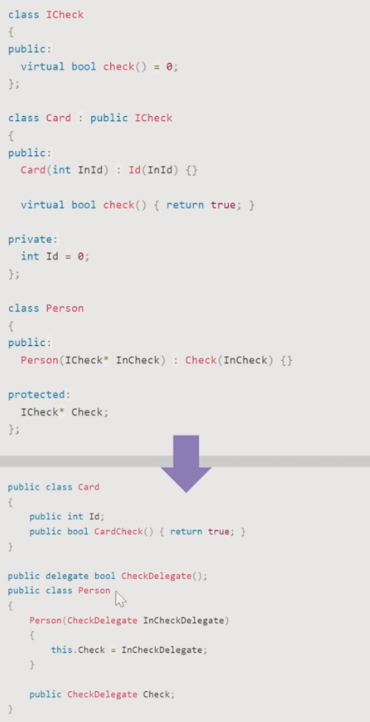 class ICheck
{
public:
  virtual bool check() = 0;
};
class Card : public ICheck
{
public:
  Card(int InId) : Id(InId) {}
  virtual bool check() { return true; }
private:
  int Id = 0;
};
class Person
{
public:
  Person(ICheck* InCheck) : Check(InCheck) {}
protected:
  ICheck* Check;
};
public class Card
{
    public int Id;
    public bool CardCheck() { return true; }
}
public delegate bool CheckDelegate();
public class Person
{
    Person(CheckDelegate InCheckDelegate)
    {
        this.Check = InCheckDelegate;
    }
    public CheckDelegate Check;
}